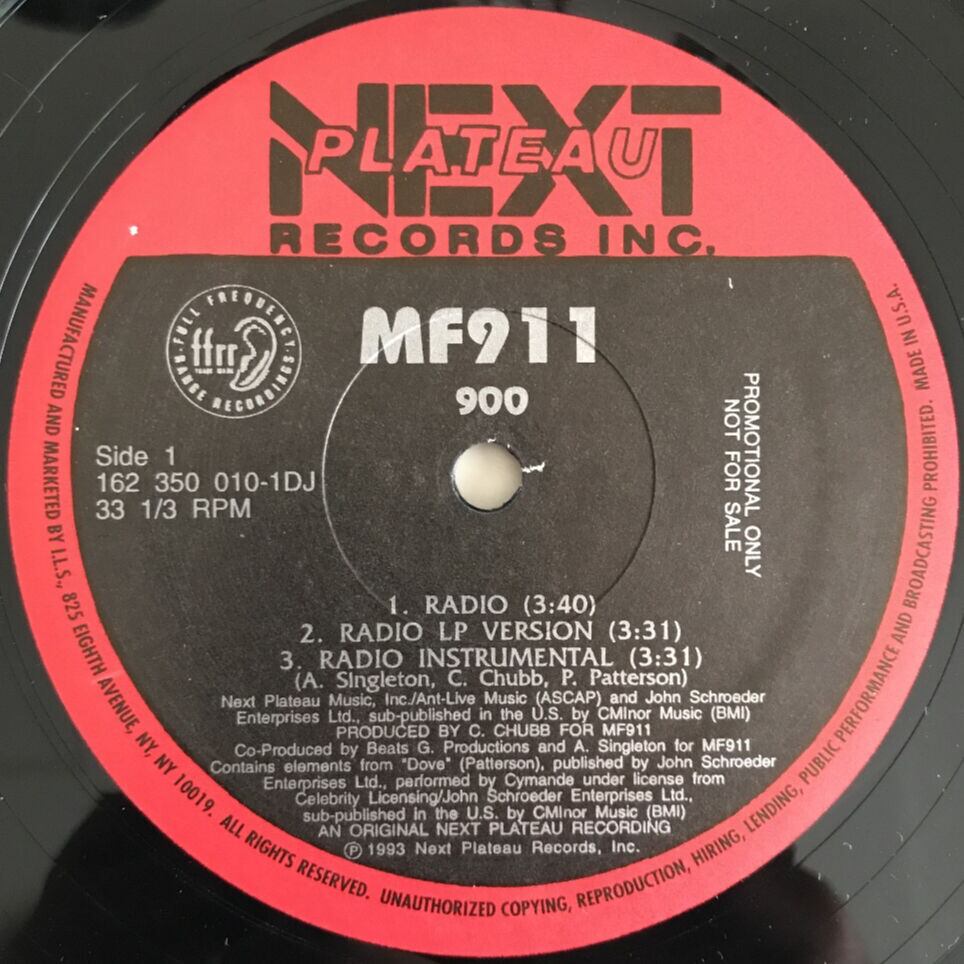 NEXT
PLATEAU
RECORDS INC.
·FULL FREQUENCY·
RANGE RECORDINGS
ffrr
TRADE MARK
MF911
900
Side 1
162 350 010-1DJ
33 1/3 RPM
PROMOTIONAL ONLY
NOT FOR SALE
1. RADIO (3:40)
2. RADIO LP VERSION (3:31)
3. RADIO INSTRUMENTAL (3:31)
(A. Singleton, C. Chubb, P. Patterson)
Next Plateau Music, Inc./Ant-Live Music (ASCAP) and John Schroeder
Enterprises Ltd., sub-published in the U.S. by CMinor Music (BMI)
PRODUCED BY C. CHUBB FOR MF911
Co-Produced by Beats G. Productions and A. Singleton for MF911
Contains elements from "Dove" (Patterson), published by John Schroeder
Enterprises Ltd., performed by Cymande under license from
Celebrity Licensing/John Schroeder Enterprises Ltd.,
sub-published in the U.S. by CMinor Music (BMI)
AN ORIGINAL NEXT PLATEAU RECORDING
℗ 1993 Next Plateau Records, Inc.
MANUFACTURED AND MARKETED BY I.L.S., 825 EIGHTH AVENUE, NY, NY 10019. ALL RIGHTS RESERVED. UNAUTHORIZED COPYING, REPRODUCTION, HIRING, LENDING, PUBLIC PERFORMANCE AND BROADCASTING PROHIBITED. MADE IN U.S.A.